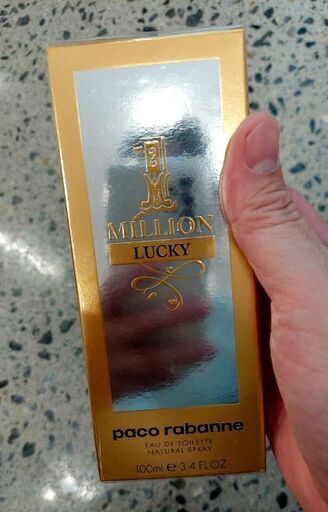 1
MILLION
LUCKY
paco rabanne
EAU DE TOILETTE
NATURAL SPRAY
100ml e 3.4 FL OZ